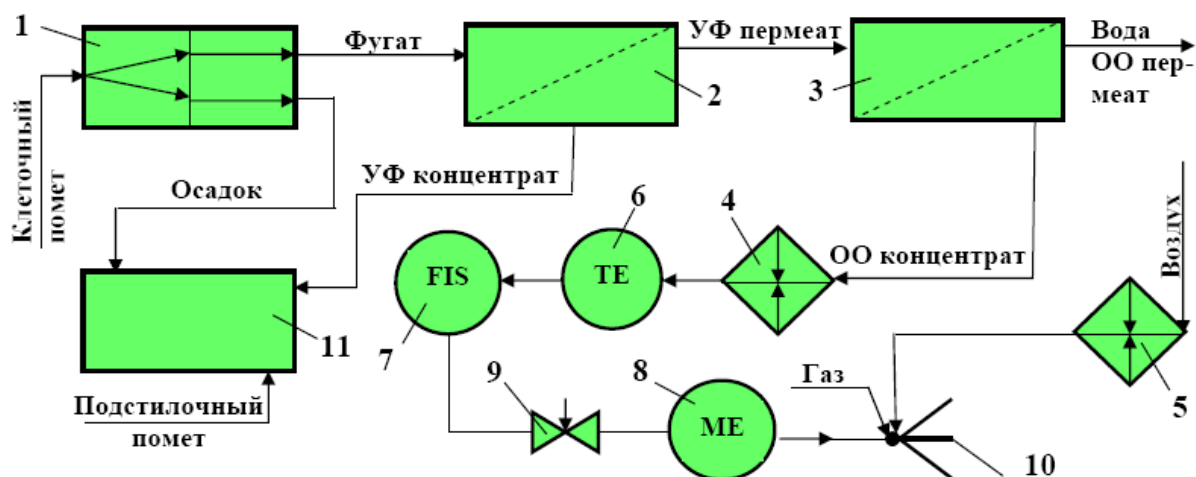 1
Фугат
УФ пермеат
Вода
ОО пер-
меат
2
3
Клеточный
помет
Осадок
УФ концентрат
6
4
ОО концентрат
Воздух
FIS
TE
11
7
5
Подстилочный
помет
9
8
Газ
ME
10